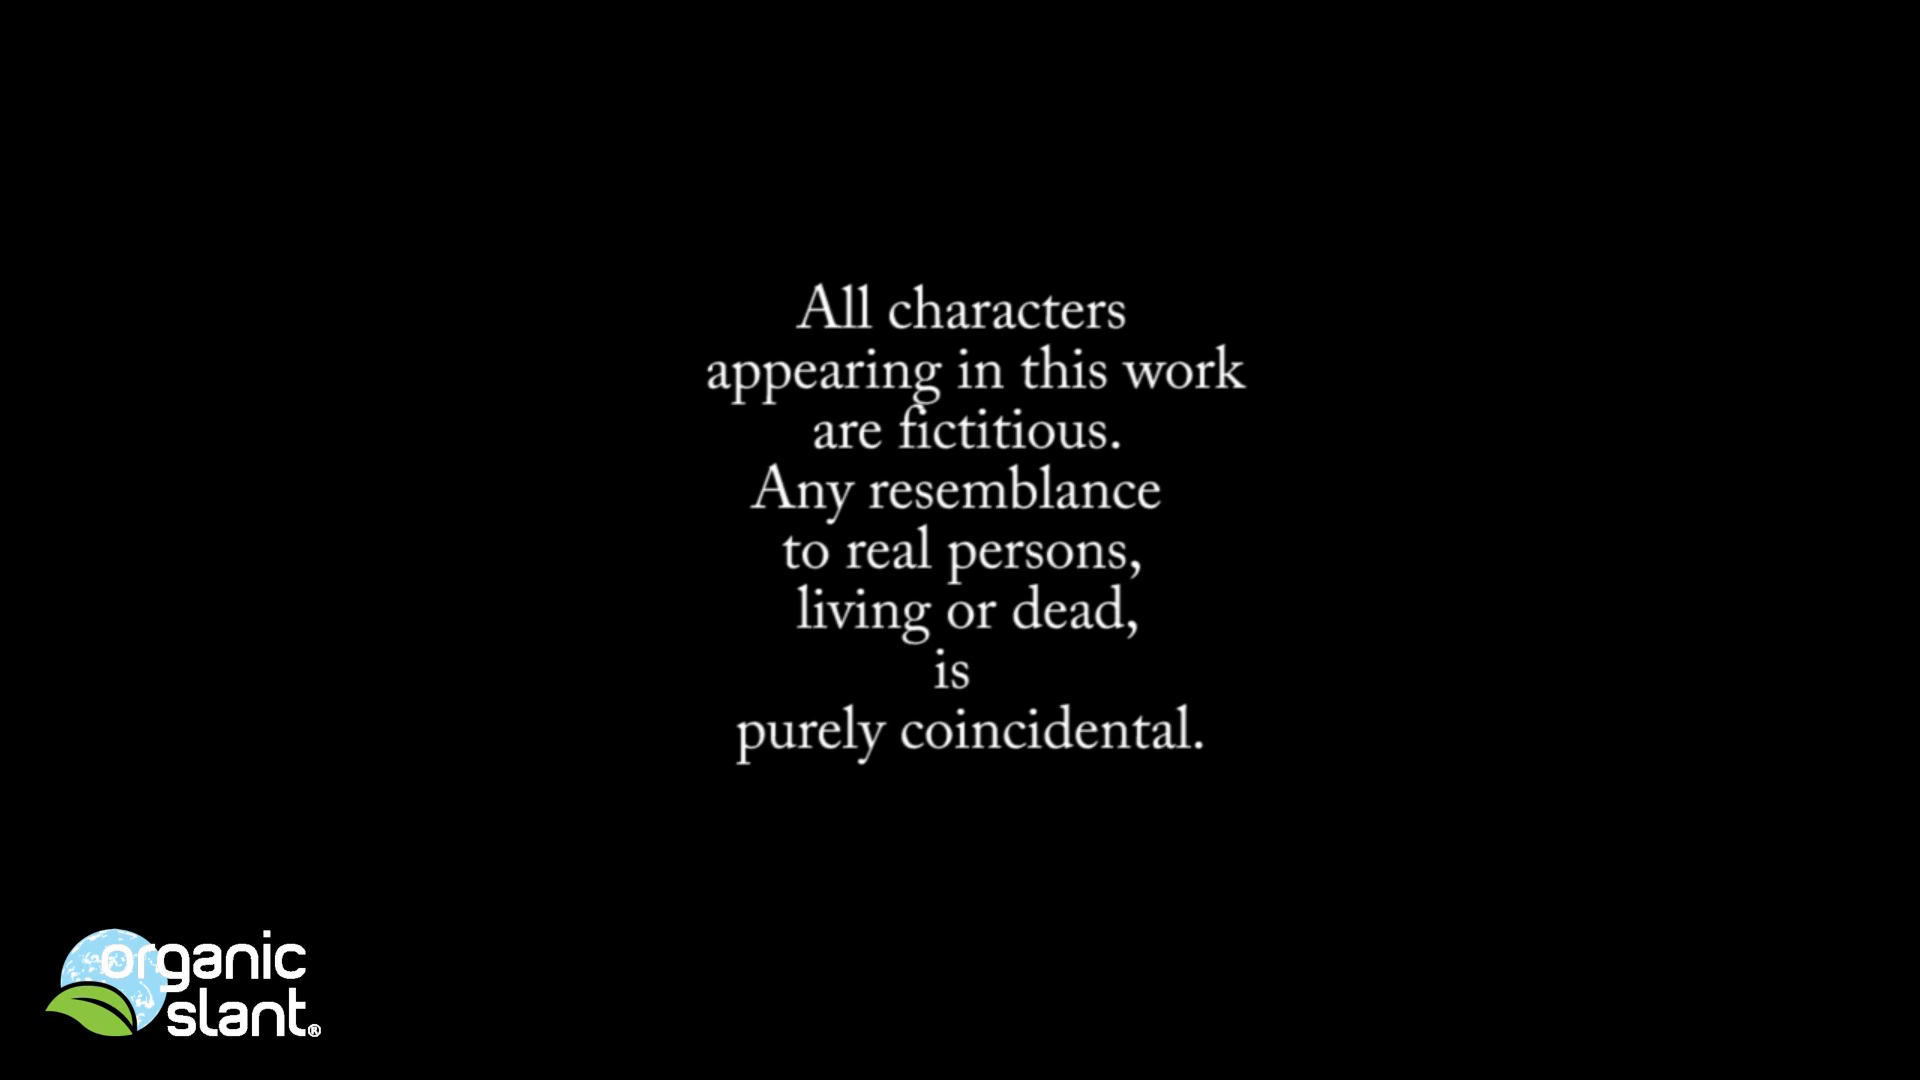 All characters
appearing in this work
are fictitious.
Any resemblance
to real persons,
living or dead,
is
purely coincidental.
organic
slant®